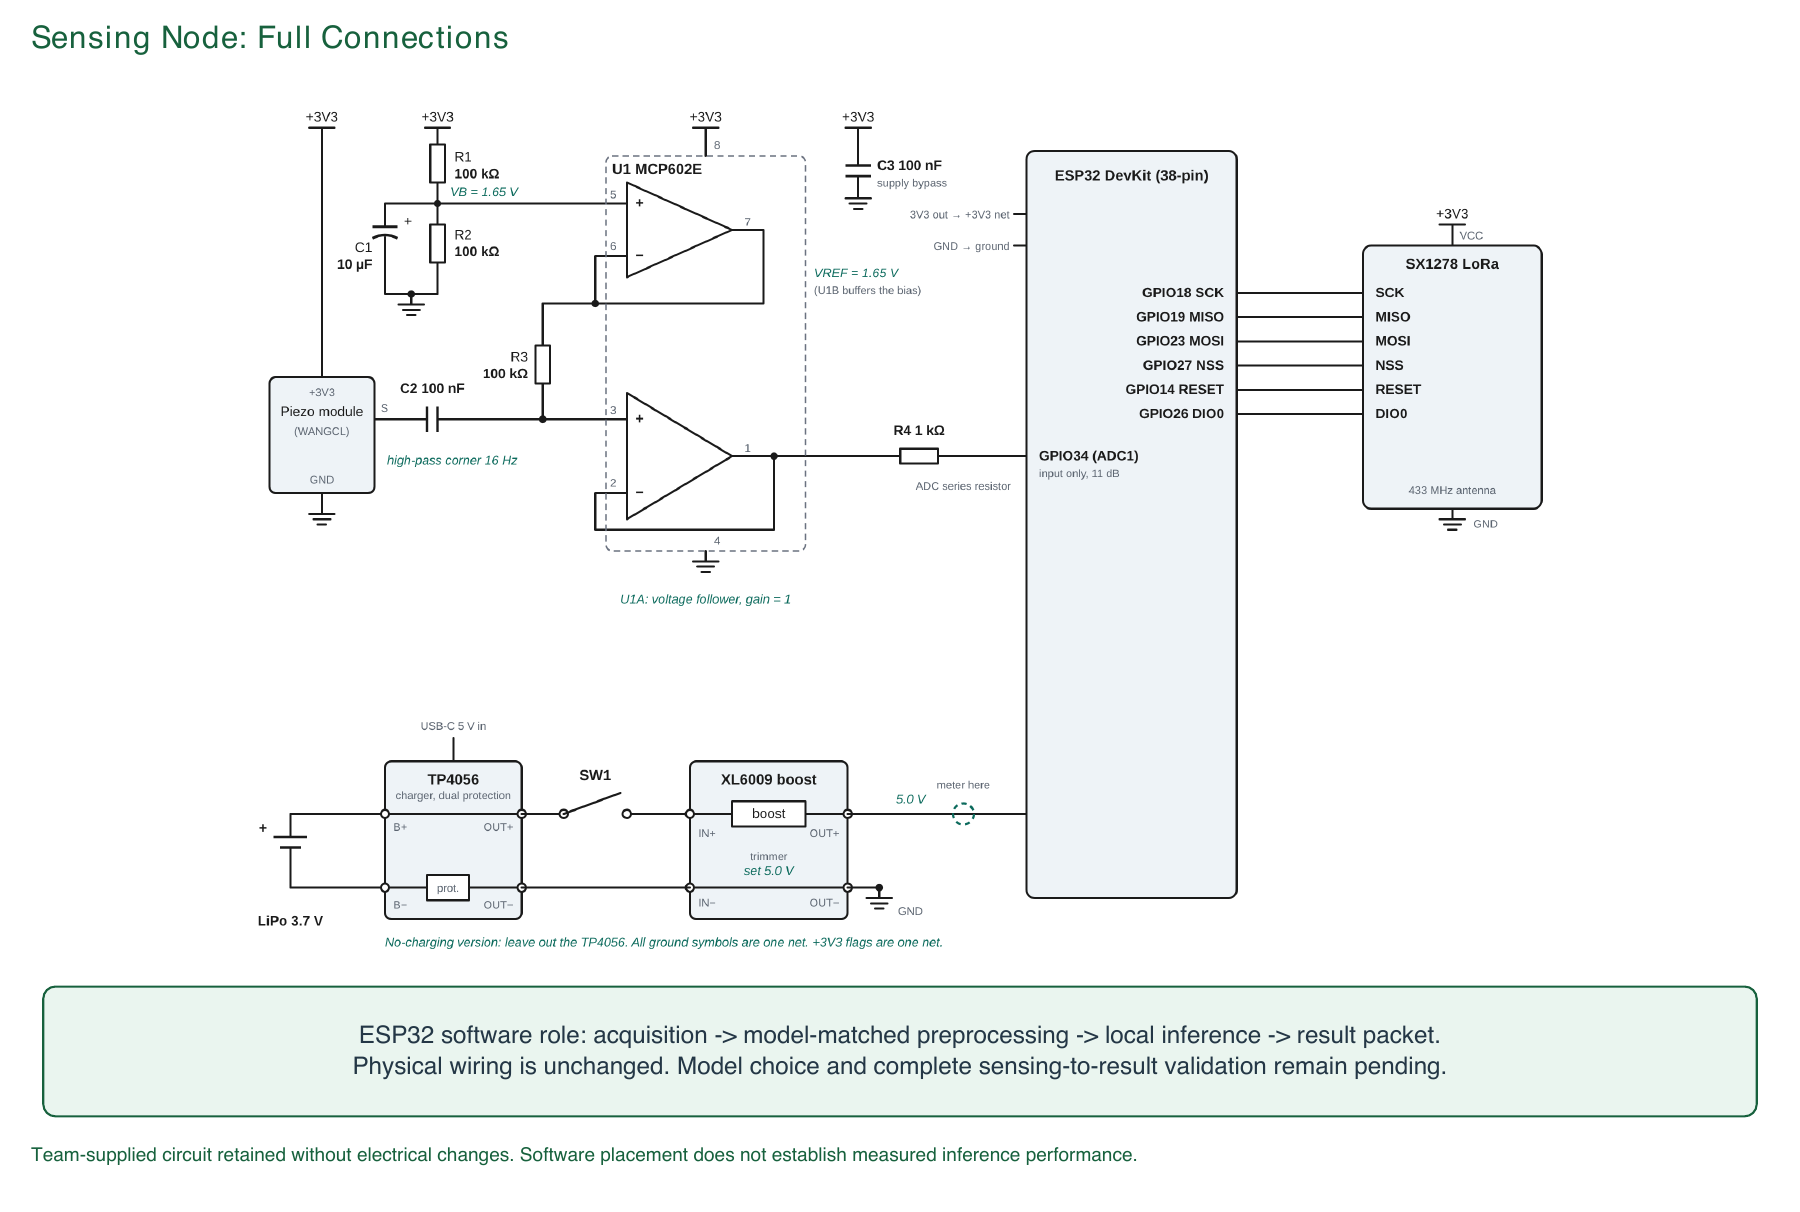 Sensing Node: Full Connections
+3V3
+3V3
+3V3
+3V3
R1
100 kΩ
VB = 1.65 V
+
C1
10 µF
R2
100 kΩ
8
U1 MCP602E
5
+
6
−
7
C3 100 nF
supply bypass
VREF = 1.65 V
(U1B buffers the bias)
R3
100 kΩ
C2 100 nF
+3V3
Piezo module
(WANGCL)
GND
S
high-pass corner 16 Hz
3
+
2
−
1
4
U1A: voltage follower, gain = 1
R4 1 kΩ
ADC series resistor
3V3 out → +3V3 net
GND → ground
ESP32 DevKit (38-pin)
GPIO18 SCK
GPIO19 MISO
GPIO23 MOSI
GPIO27 NSS
GPIO14 RESET
GPIO26 DIO0
GPIO34 (ADC1)
input only, 11 dB
+3V3
VCC
SX1278 LoRa
SCK
MISO
MOSI
NSS
RESET
DIO0
433 MHz antenna
GND
USB-C 5 V in
TP4056
charger, dual protection
B+
OUT+
prot.
B−
OUT−
+
LiPo 3.7 V
SW1
XL6009 boost
boost
IN+
OUT+
trimmer
set 5.0 V
IN−
OUT−
5.0 V
meter here
GND
No-charging version: leave out the TP4056. All ground symbols are one net. +3V3 flags are one net.
ESP32 software role: acquisition -> model-matched preprocessing -> local inference -> result packet.
Physical wiring is unchanged. Model choice and complete sensing-to-result validation remain pending.
Team-supplied circuit retained without electrical changes. Software placement does not establish measured inference performance.